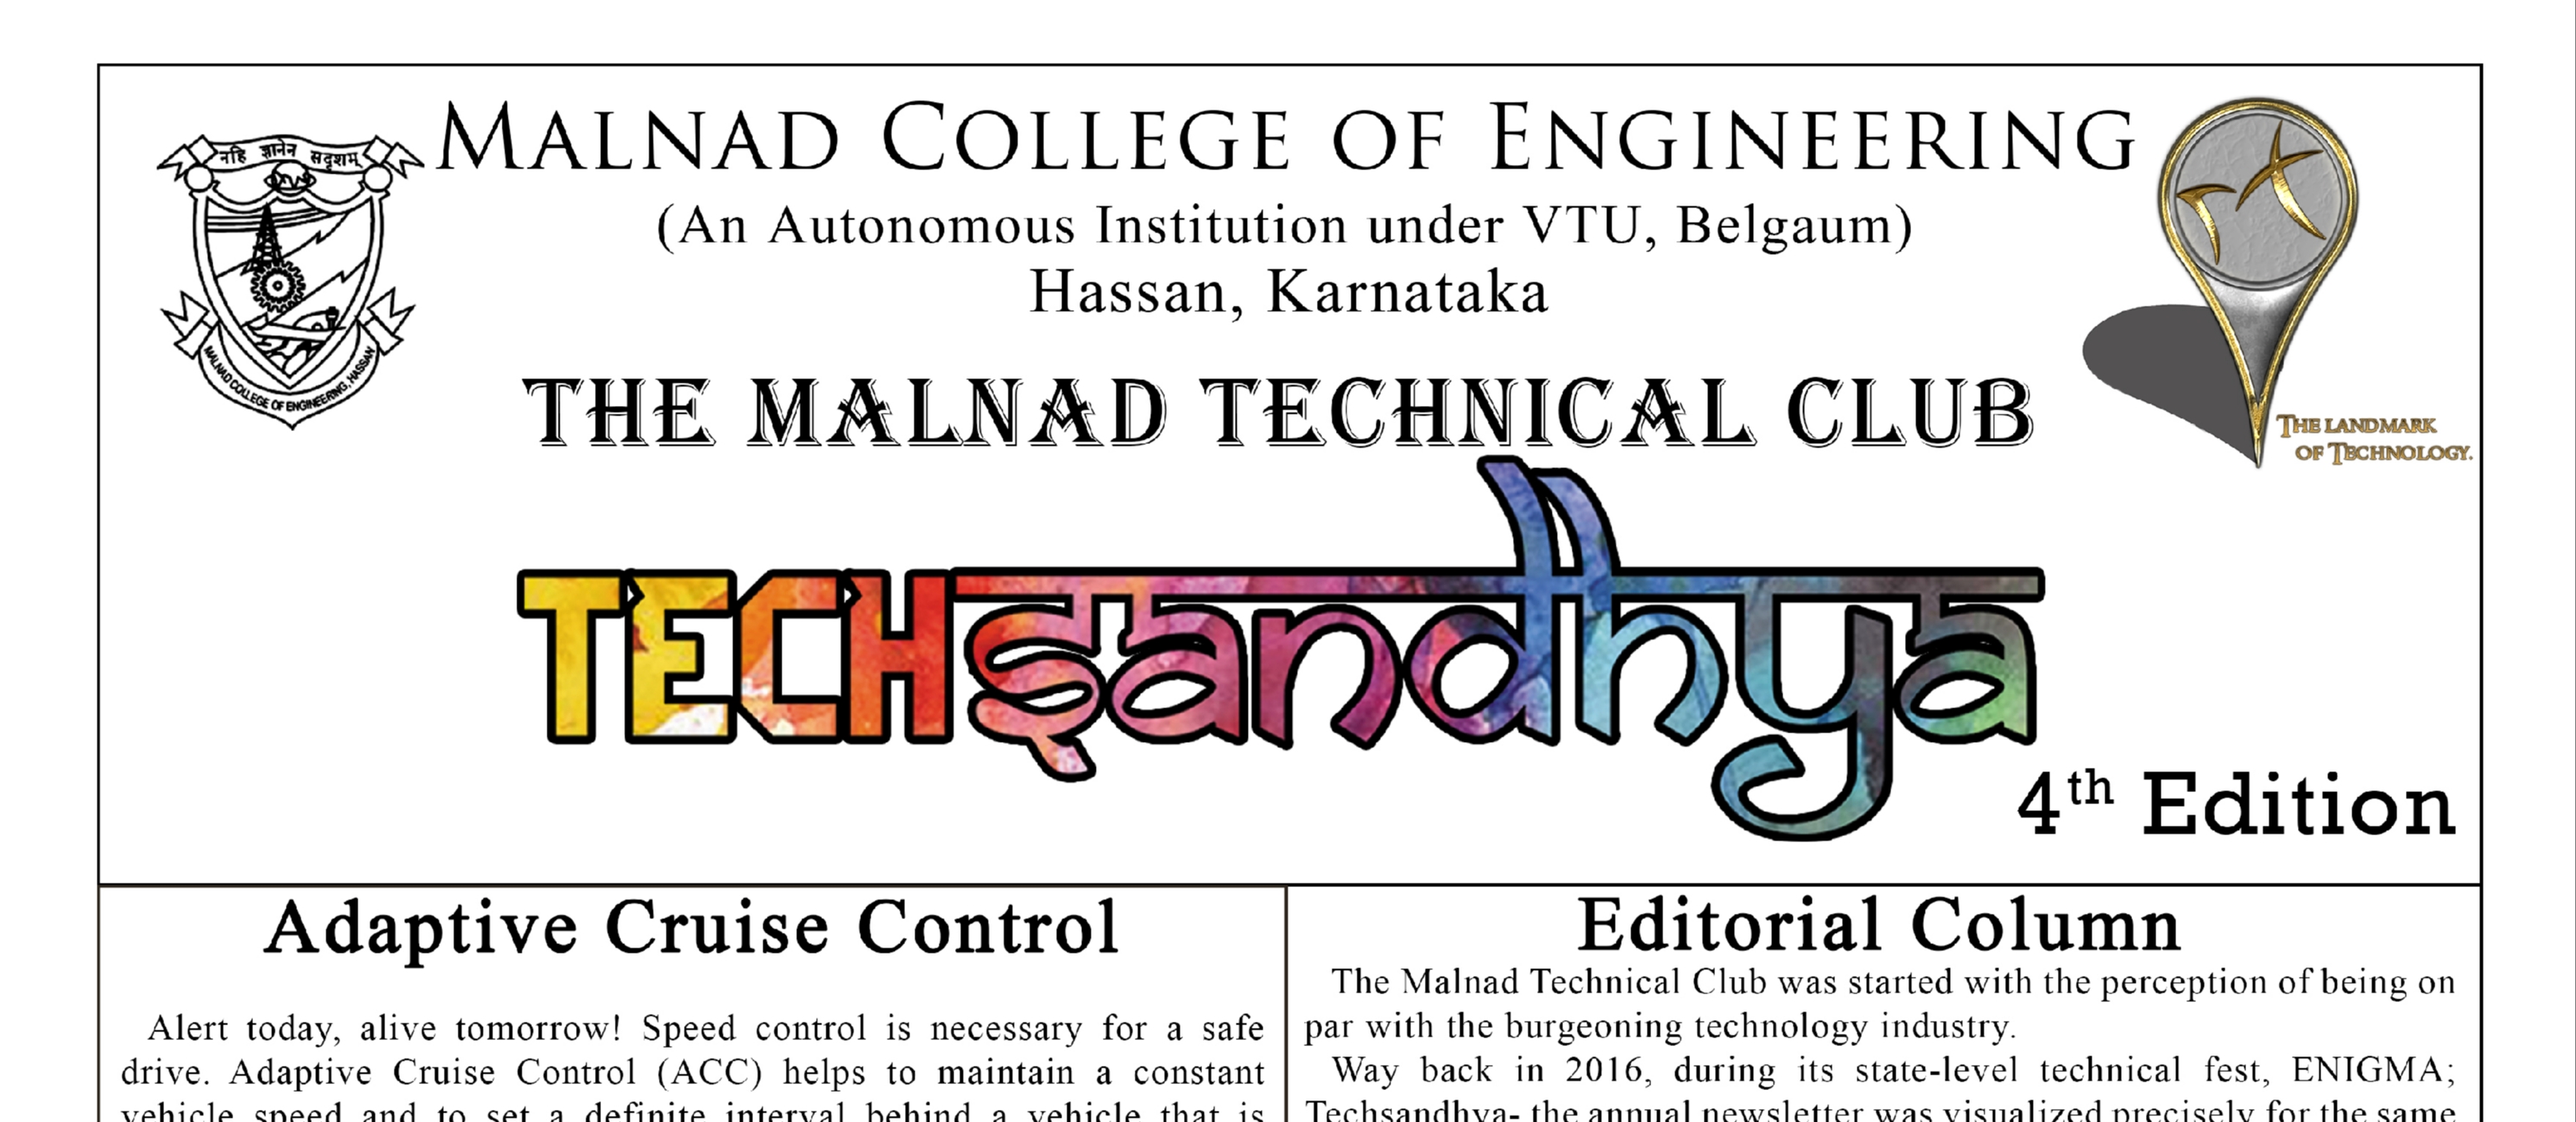 नहि ज्ञानेन सदृशम्
MALNAD COLLEGE OF ENGINEERING, HASSAN
MALNAD COLLEGE OF ENGINEERING
(An Autonomous Institution under VTU, Belgaum)
Hassan, Karnataka
THE MALNAD TECHNICAL CLUB
THE LANDMARK
OF TECHNOLOGY.
TECHsandhya
4th Edition
Adaptive Cruise Control
Alert today, alive tomorrow! Speed control is necessary for a safe
drive. Adaptive Cruise Control (ACC) helps to maintain a constant
vehicle speed and to set a definite interval behind a vehicle that is
Editorial Column
The Malnad Technical Club was started with the perception of being on
par with the burgeoning technology industry.
Way back in 2016, during its state-level technical fest, ENIGMA;
Techsandhya- the annual newsletter was visualized precisely for the same